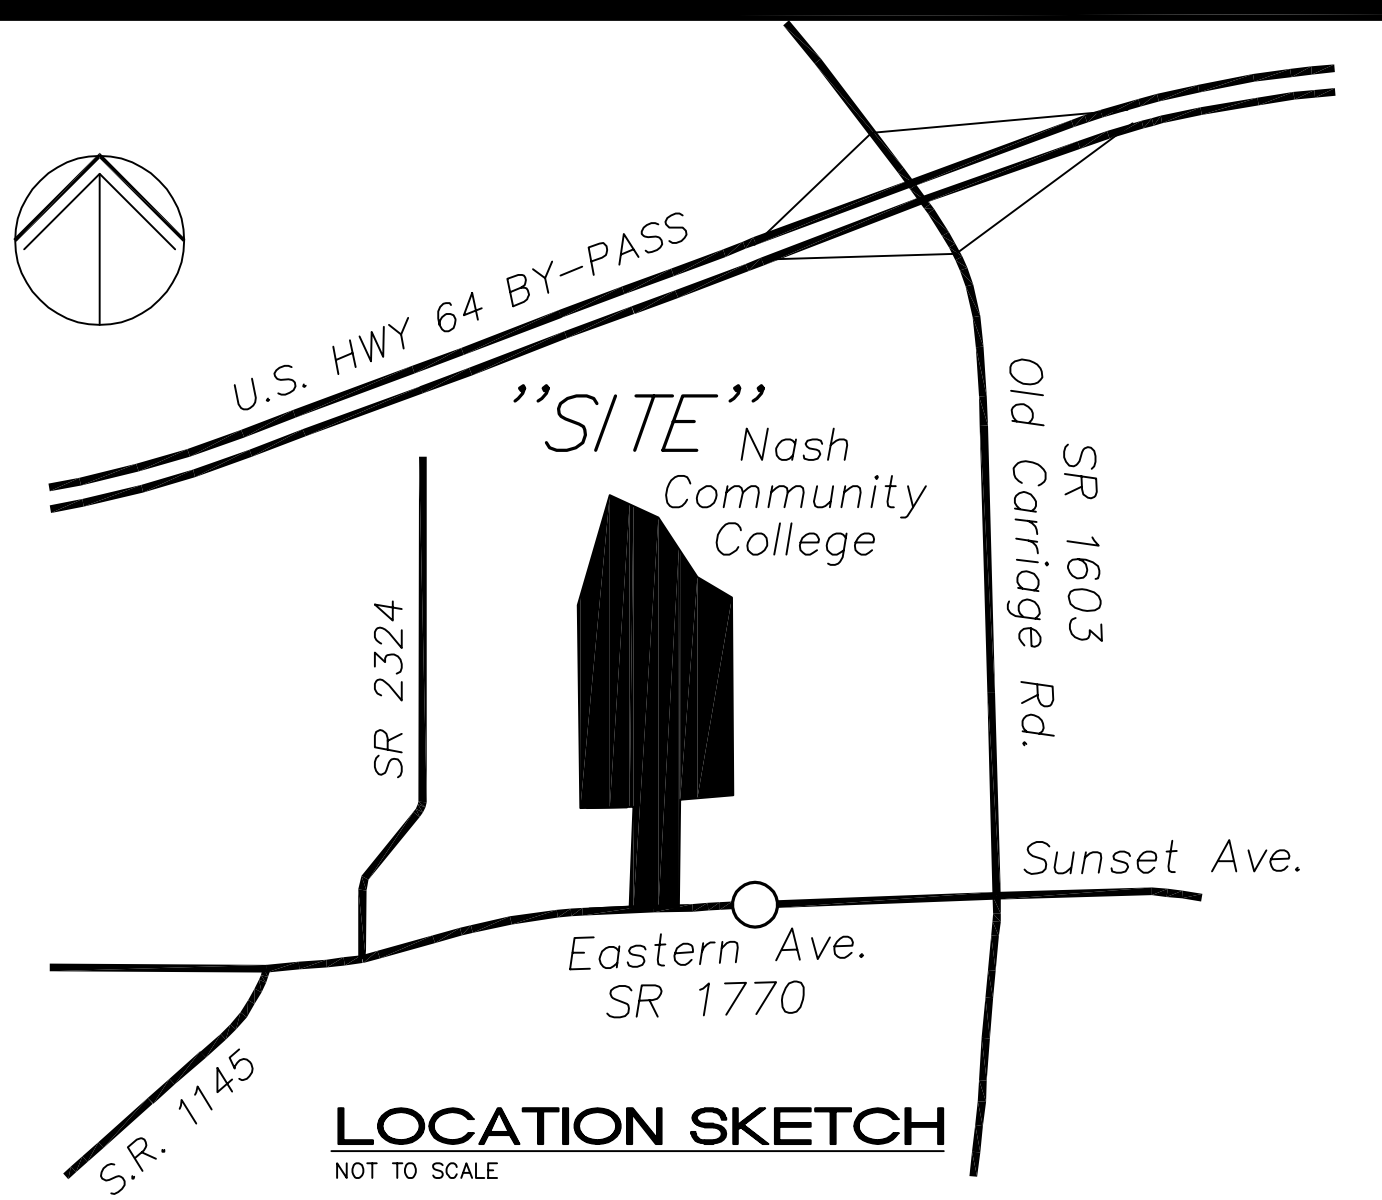 U.S. HWY 64 BY-PASS
"SITE"
Nash
Community
College
SR 1603
Old Carriage Rd.
SR 2324
Sunset Ave.
Eastern Ave.
SR 1770
S.R. 1145
LOCATION SKETCH
NOT TO SCALE